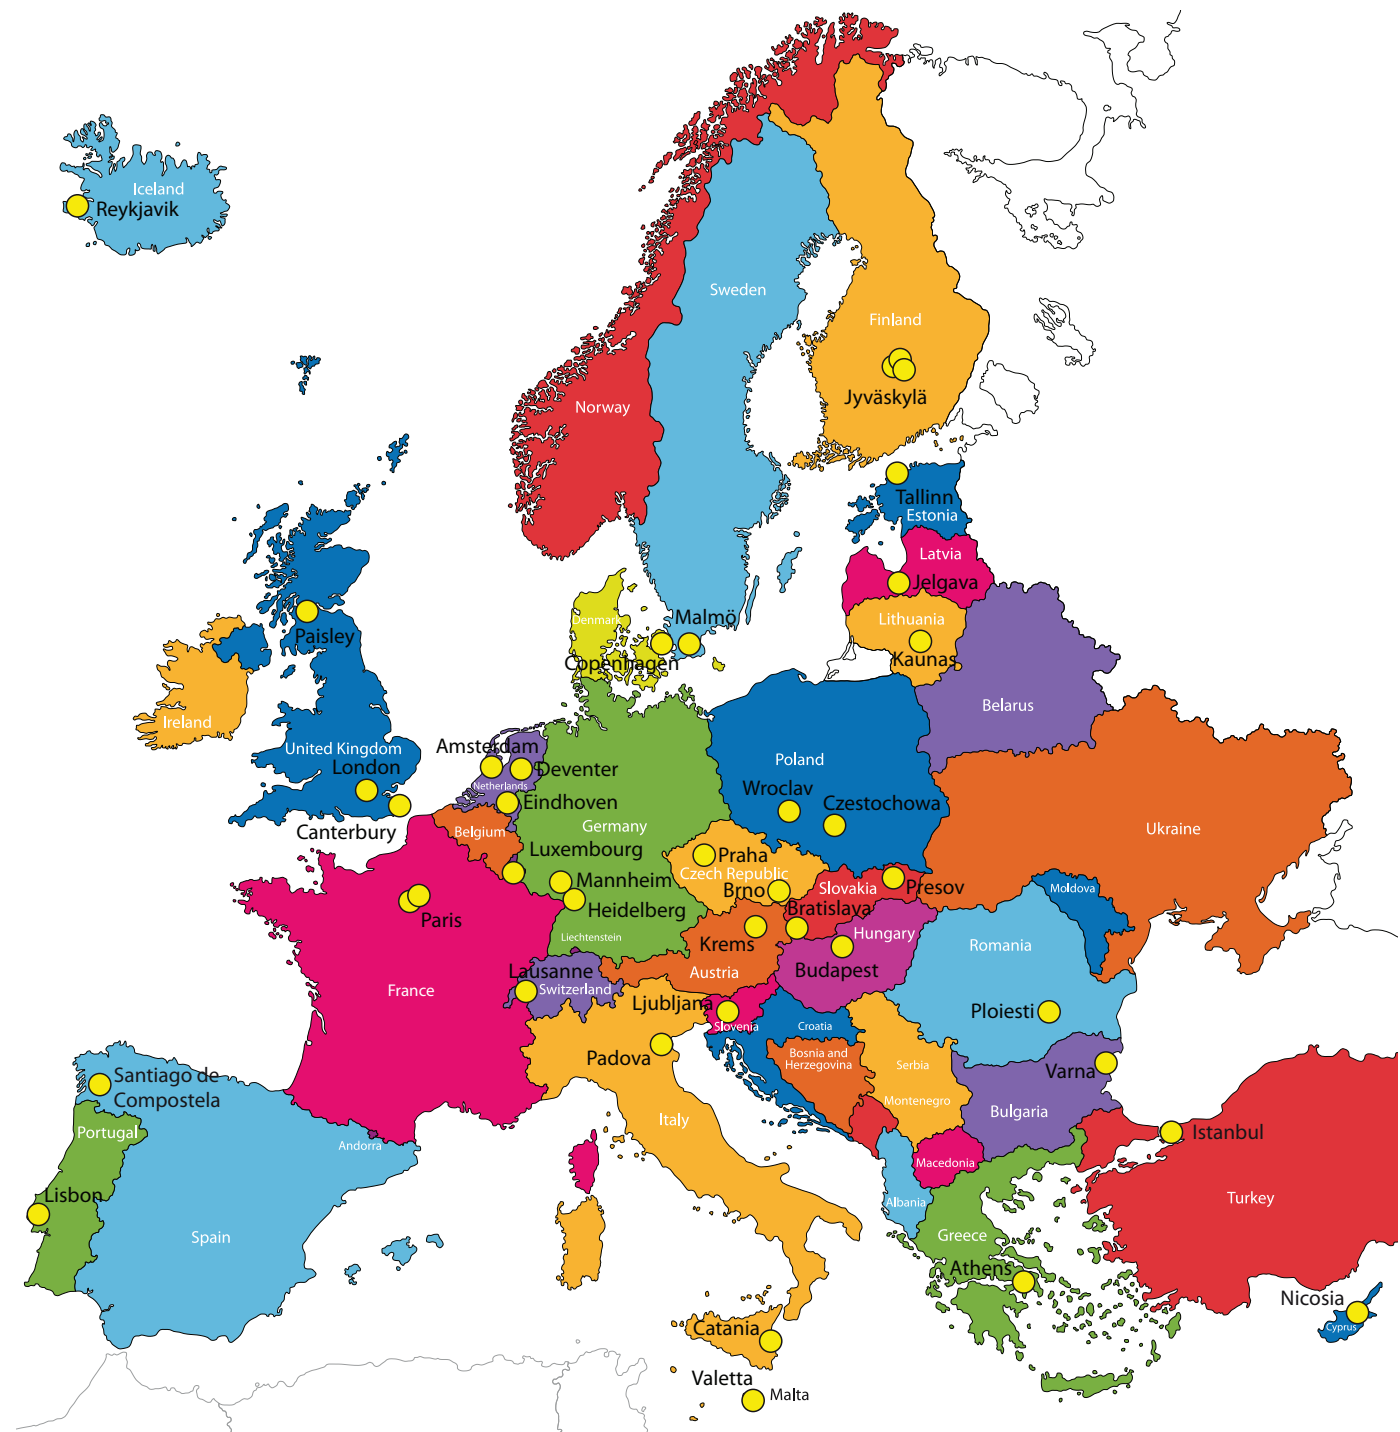 Iceland
Reykjavik
Sweden
Finland
Jyväskylä
Norway
Tallinn
Estonia
Latvia
Jelgava
Lithuania
Kaunas
Denmark
Malmö
Copenhagen
Paisley
Ireland
United Kingdom
London
Canterbury
Amsterdam
Deventer
Netherlands
Eindhoven
Belgium
Germany
Luxembourg
Mannheim
Heidelberg
Liechtenstein
Belarus
Poland
Wroclav
Czestochowa
Praha
Czech Republic
Brno
Slovakia
Presov
Bratislava
Ukraine
Moldova
Paris
France
Krems
Austria
Hungary
Budapest
Romania
Ploiesti
Lausanne
Switzerland
Ljubljana
Slovenia
Croatia
Bosnia and
Herzegovina
Serbia
Montenegro
Padova
Italy
Varna
Bulgaria
Santiago de
Compostela
Portugal
Andorra
Lisbon
Spain
Macedonia
Albania
Istanbul
Turkey
Greece
Athens
Nicosia
Cyprus
Catania
Valetta
Malta